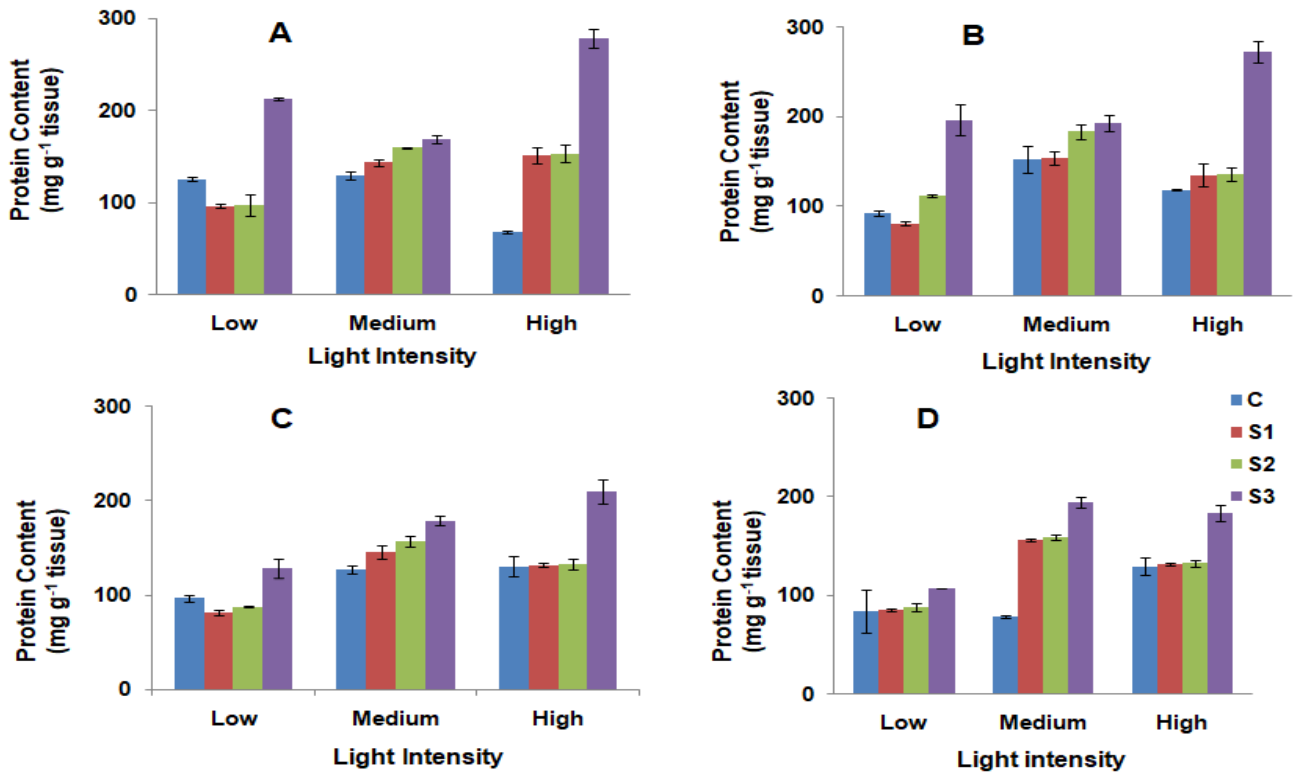 A
Protein Content
(mg g⁻¹ tissue)
300
200
100
0
Low Medium High
Light Intensity
B
Protein Content
(mg g⁻¹ tissue)
300
200
100
0
Low Medium High
Light Intensity
C
Protein Content
(mg g⁻¹ tissue)
300
200
100
0
Low Medium High
Light Intensity
D
Protein Content
(mg g⁻¹ tissue)
300
200
100
0
Low Medium High
Light intensity
C
S1
S2
S3